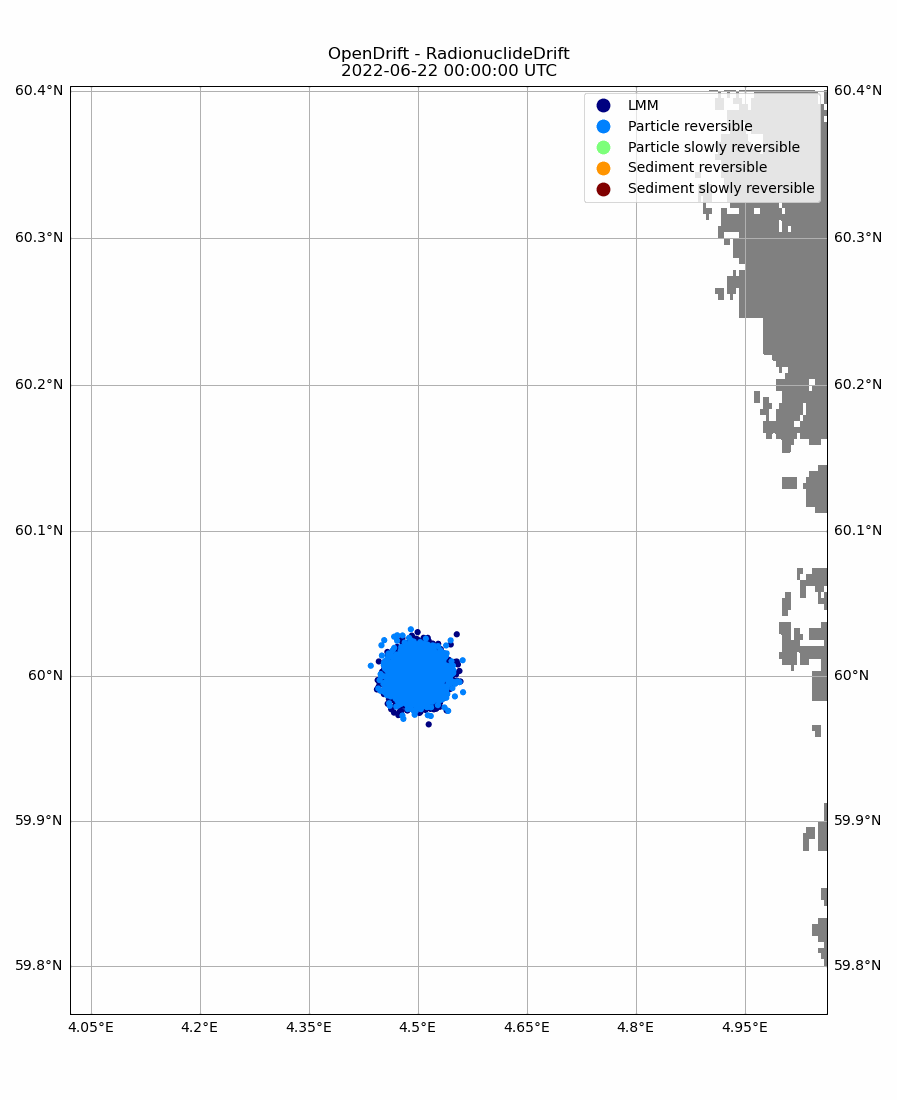 OpenDrift - RadionuclideDrift
2022-06-22 00:00:00 UTC
60.4°N 60.4°N
LMM
Particle reversible
Particle slowly reversible
Sediment reversible
Sediment slowly reversible
60.3°N 60.3°N
60.2°N 60.2°N
60.1°N 60.1°N
60°N 60°N
59.9°N 59.9°N
59.8°N 59.8°N
4.05°E 4.2°E 4.35°E 4.5°E 4.65°E 4.8°E 4.95°E